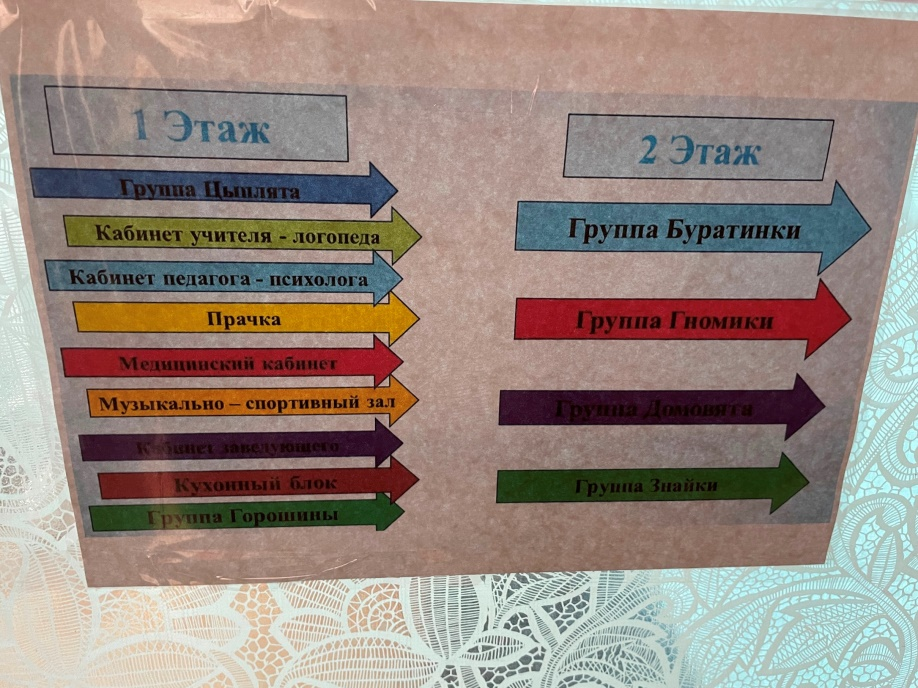 1 Этаж
Группа Цыплята
Кабинет учителя - логопеда
Кабинет педагога - психолога
Прачка
Медицинский кабинет
Музыкально – спортивный зал
Кабинет заведующего
Кухонный блок
Группа Горошины
2 Этаж
Группа Буратинки
Группа Гномики
Группа Домовята
Группа Знайки